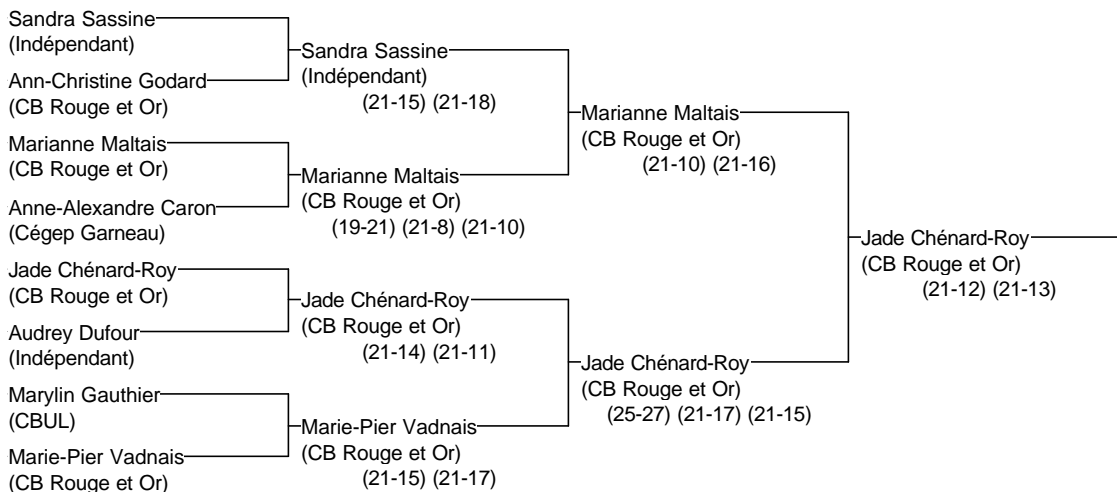 Sandra Sassine
(Indépendant)
Ann-Christine Godard
(CB Rouge et Or)
Marianne Maltais
(CB Rouge et Or)
Anne-Alexandre Caron
(Cégep Garneau)
Jade Chénard-Roy
(CB Rouge et Or)
Audrey Dufour
(Indépendant)
Marylin Gauthier
(CBUL)
Marie-Pier Vadnais
(CB Rouge et Or)
Sandra Sassine
(Indépendant)
(21-15) (21-18)
Marianne Maltais
(CB Rouge et Or)
(19-21) (21-8) (21-10)
Jade Chénard-Roy
(CB Rouge et Or)
(21-14) (21-11)
Marie-Pier Vadnais
(CB Rouge et Or)
(21-15) (21-17)
Marianne Maltais
(CB Rouge et Or)
(21-10) (21-16)
Jade Chénard-Roy
(CB Rouge et Or)
(25-27) (21-17) (21-15)
Jade Chénard-Roy
(CB Rouge et Or)
(21-12) (21-13)